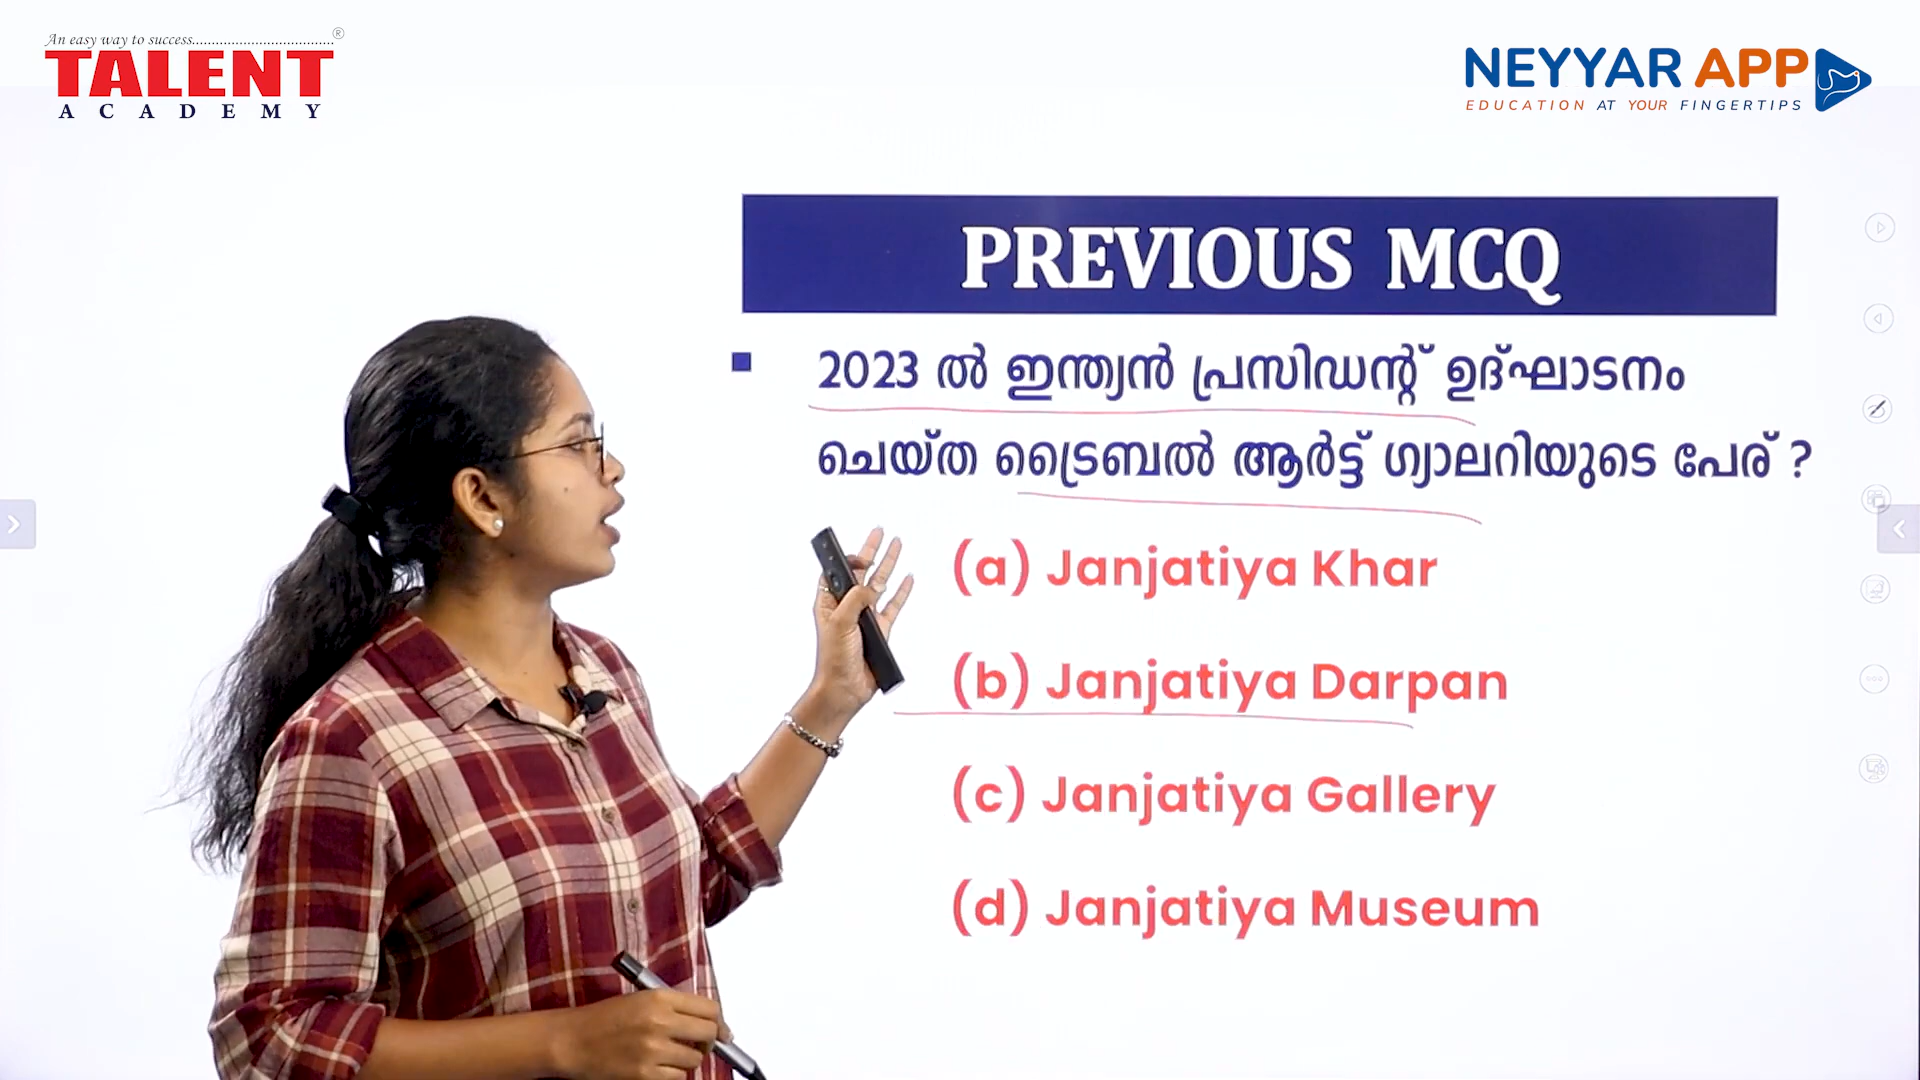 An easy way to success....................................®
TALENT
ACADEMY
NEYYAR APP
EDUCATION AT YOUR FINGERTIPS
PREVIOUS MCQ
▪ 2023 ൽ ഇന്ത്യൻ പ്രസിഡന്റ് ഉദ്ഘാടനം
ചെയ്ത ട്രൈബൽ ആർട്ട് ഗ്യാലറിയുടെ പേര് ?
(a) Janjatiya Khar
(b) Janjatiya Darpan
(c) Janjatiya Gallery
(d) Janjatiya Museum